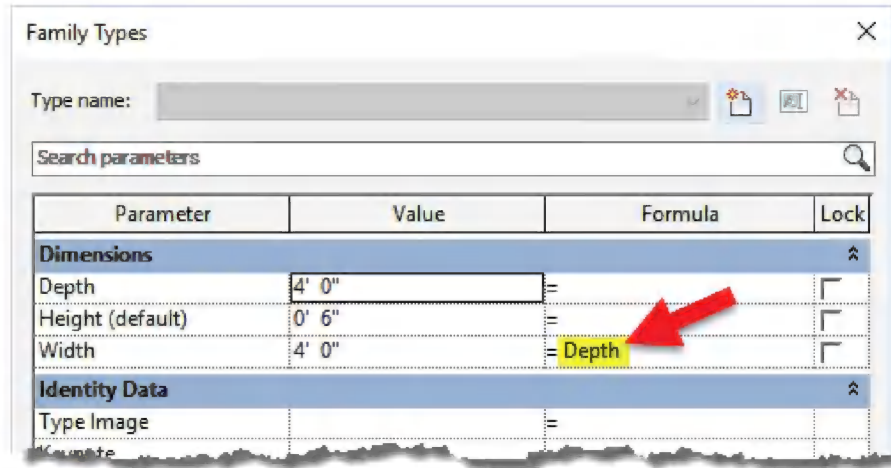 Family Types
Type name:
Search parameters
Parameter Value Formula Lock
Dimensions
Depth 4' 0" =
Height (default) 0' 6" =
Width 4' 0" = Depth
Identity Data
Type Image =